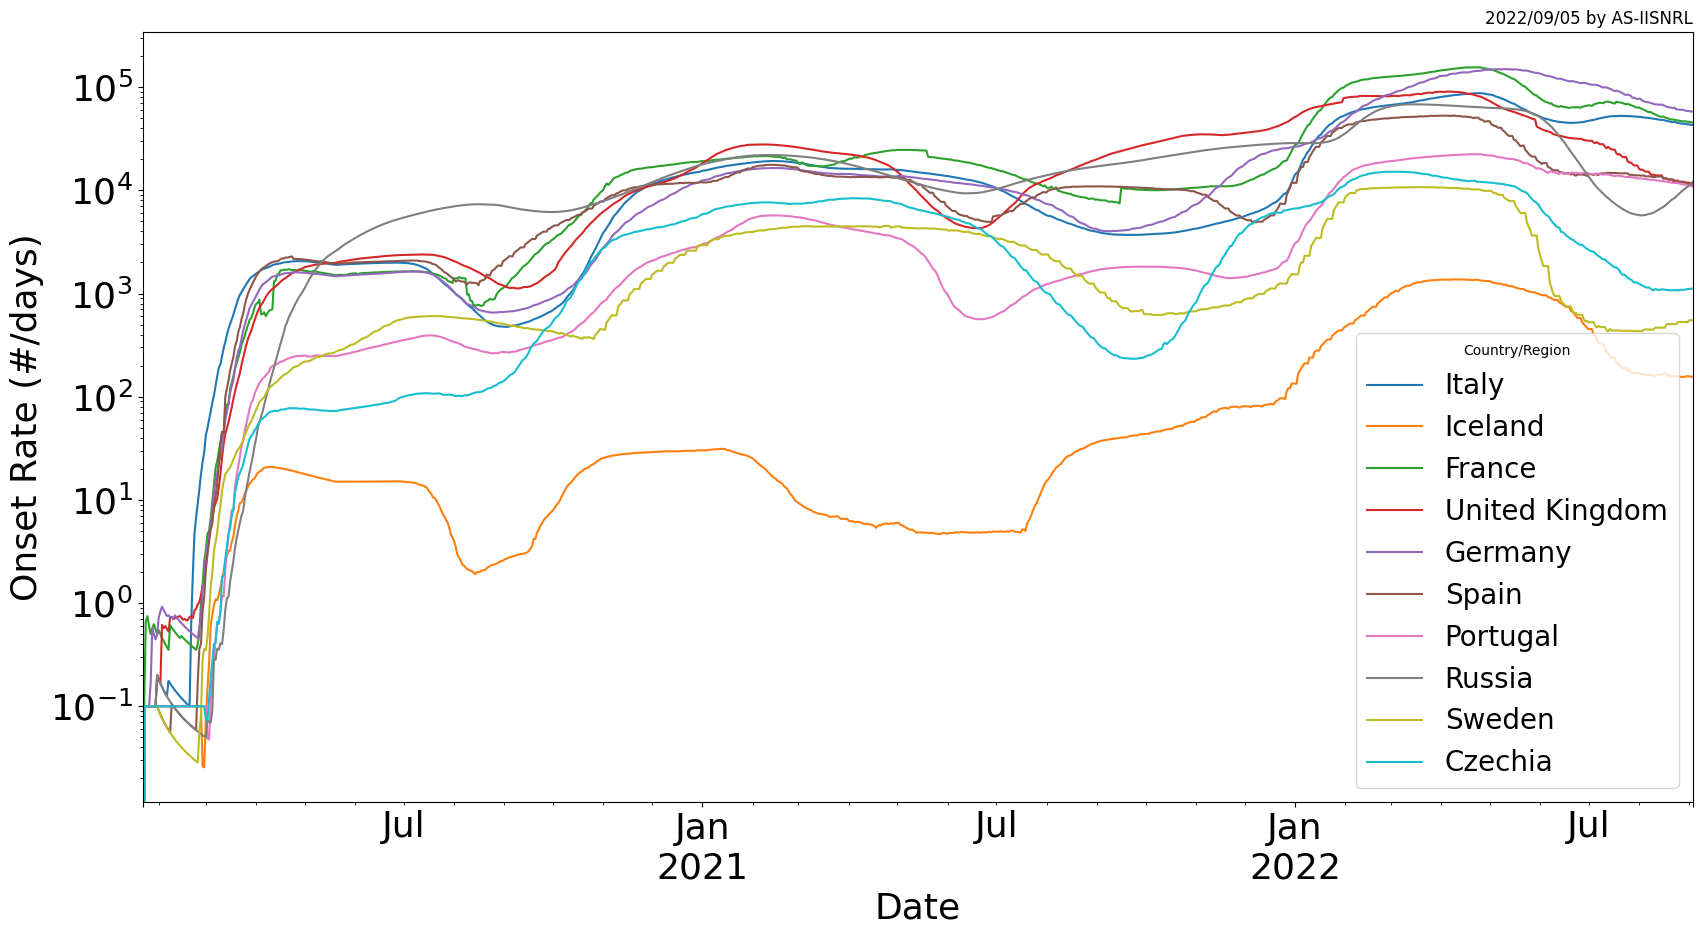 2022/09/05 by AS-IISNRL
Onset Rate (#/days)
10^5
10^4
10^3
10^2
10^1
10^0
10^−1
Country/Region
Italy
Iceland
France
United Kingdom
Germany
Spain
Portugal
Russia
Sweden
Czechia
Jul
Jan
2021
Jul
Jan
2022
Jul
Date